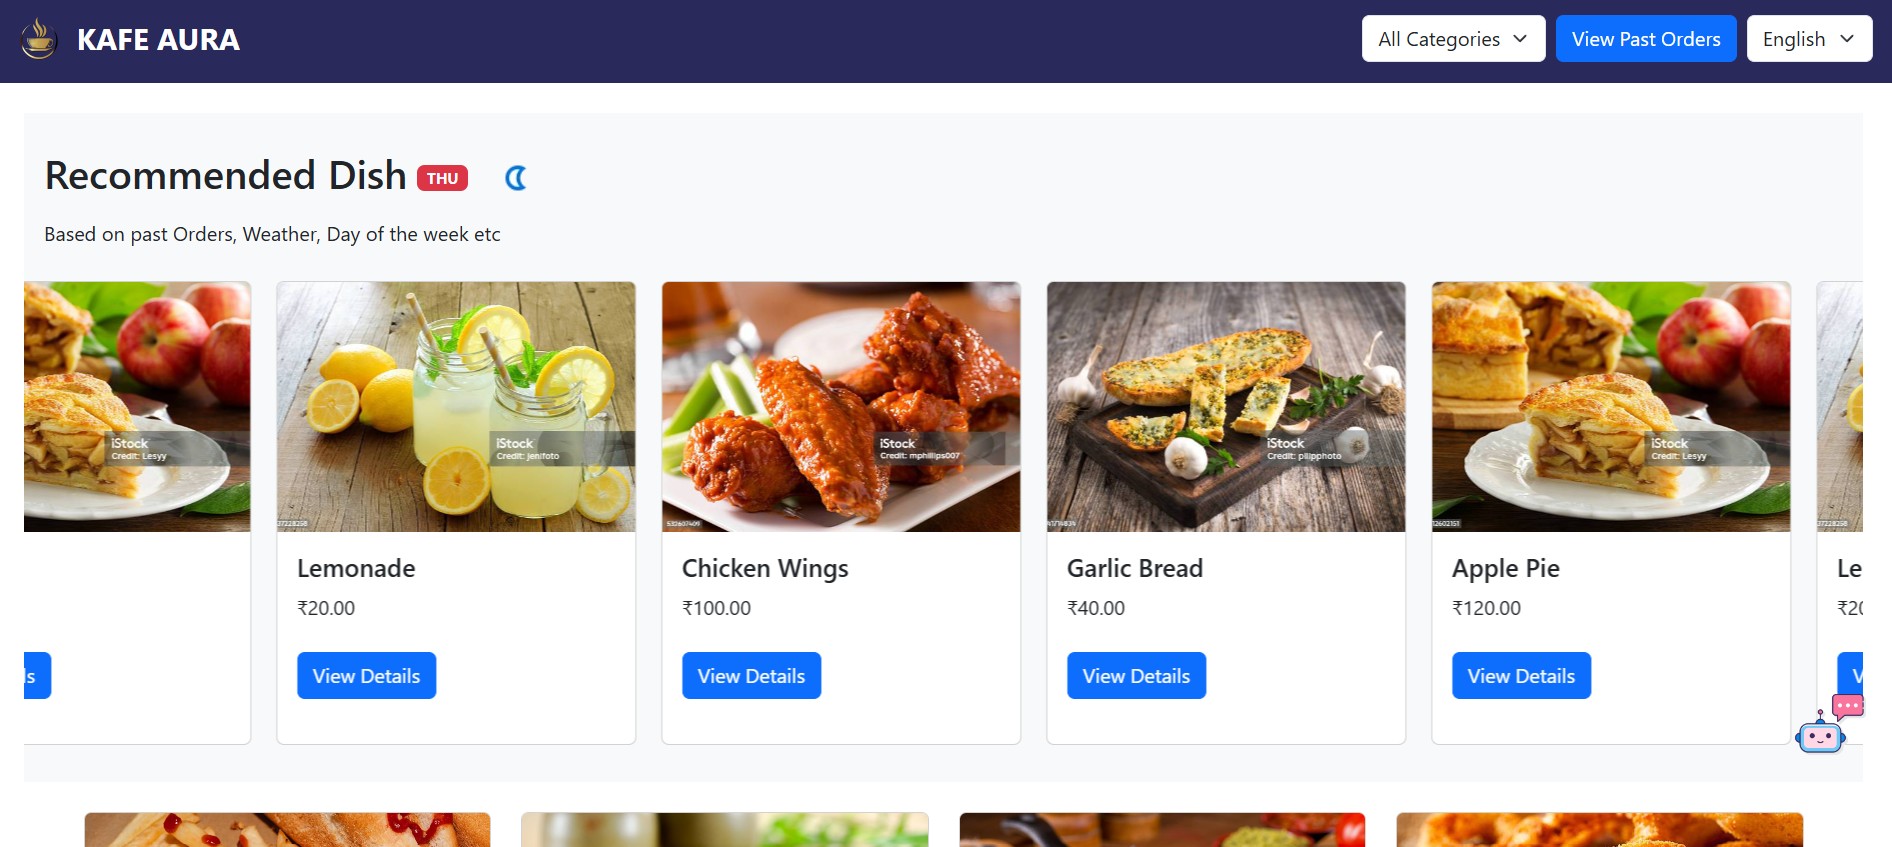 KAFE AURA
All Categories
View Past Orders
English
Recommended Dish THU
Based on past Orders, Weather, Day of the week etc
iStock
Credit: Lesyy
iStock
Credit: jenifoto
iStock
Credit: mphillips007
iStock
Credit: pilipphoto
iStock
Credit: Lesyy
532607409
Lemonade
Chicken Wings
Garlic Bread
Apple Pie
Le
₹20.00
₹100.00
₹40.00
₹120.00
₹20
ls
View Details
View Details
View Details
View Details
V